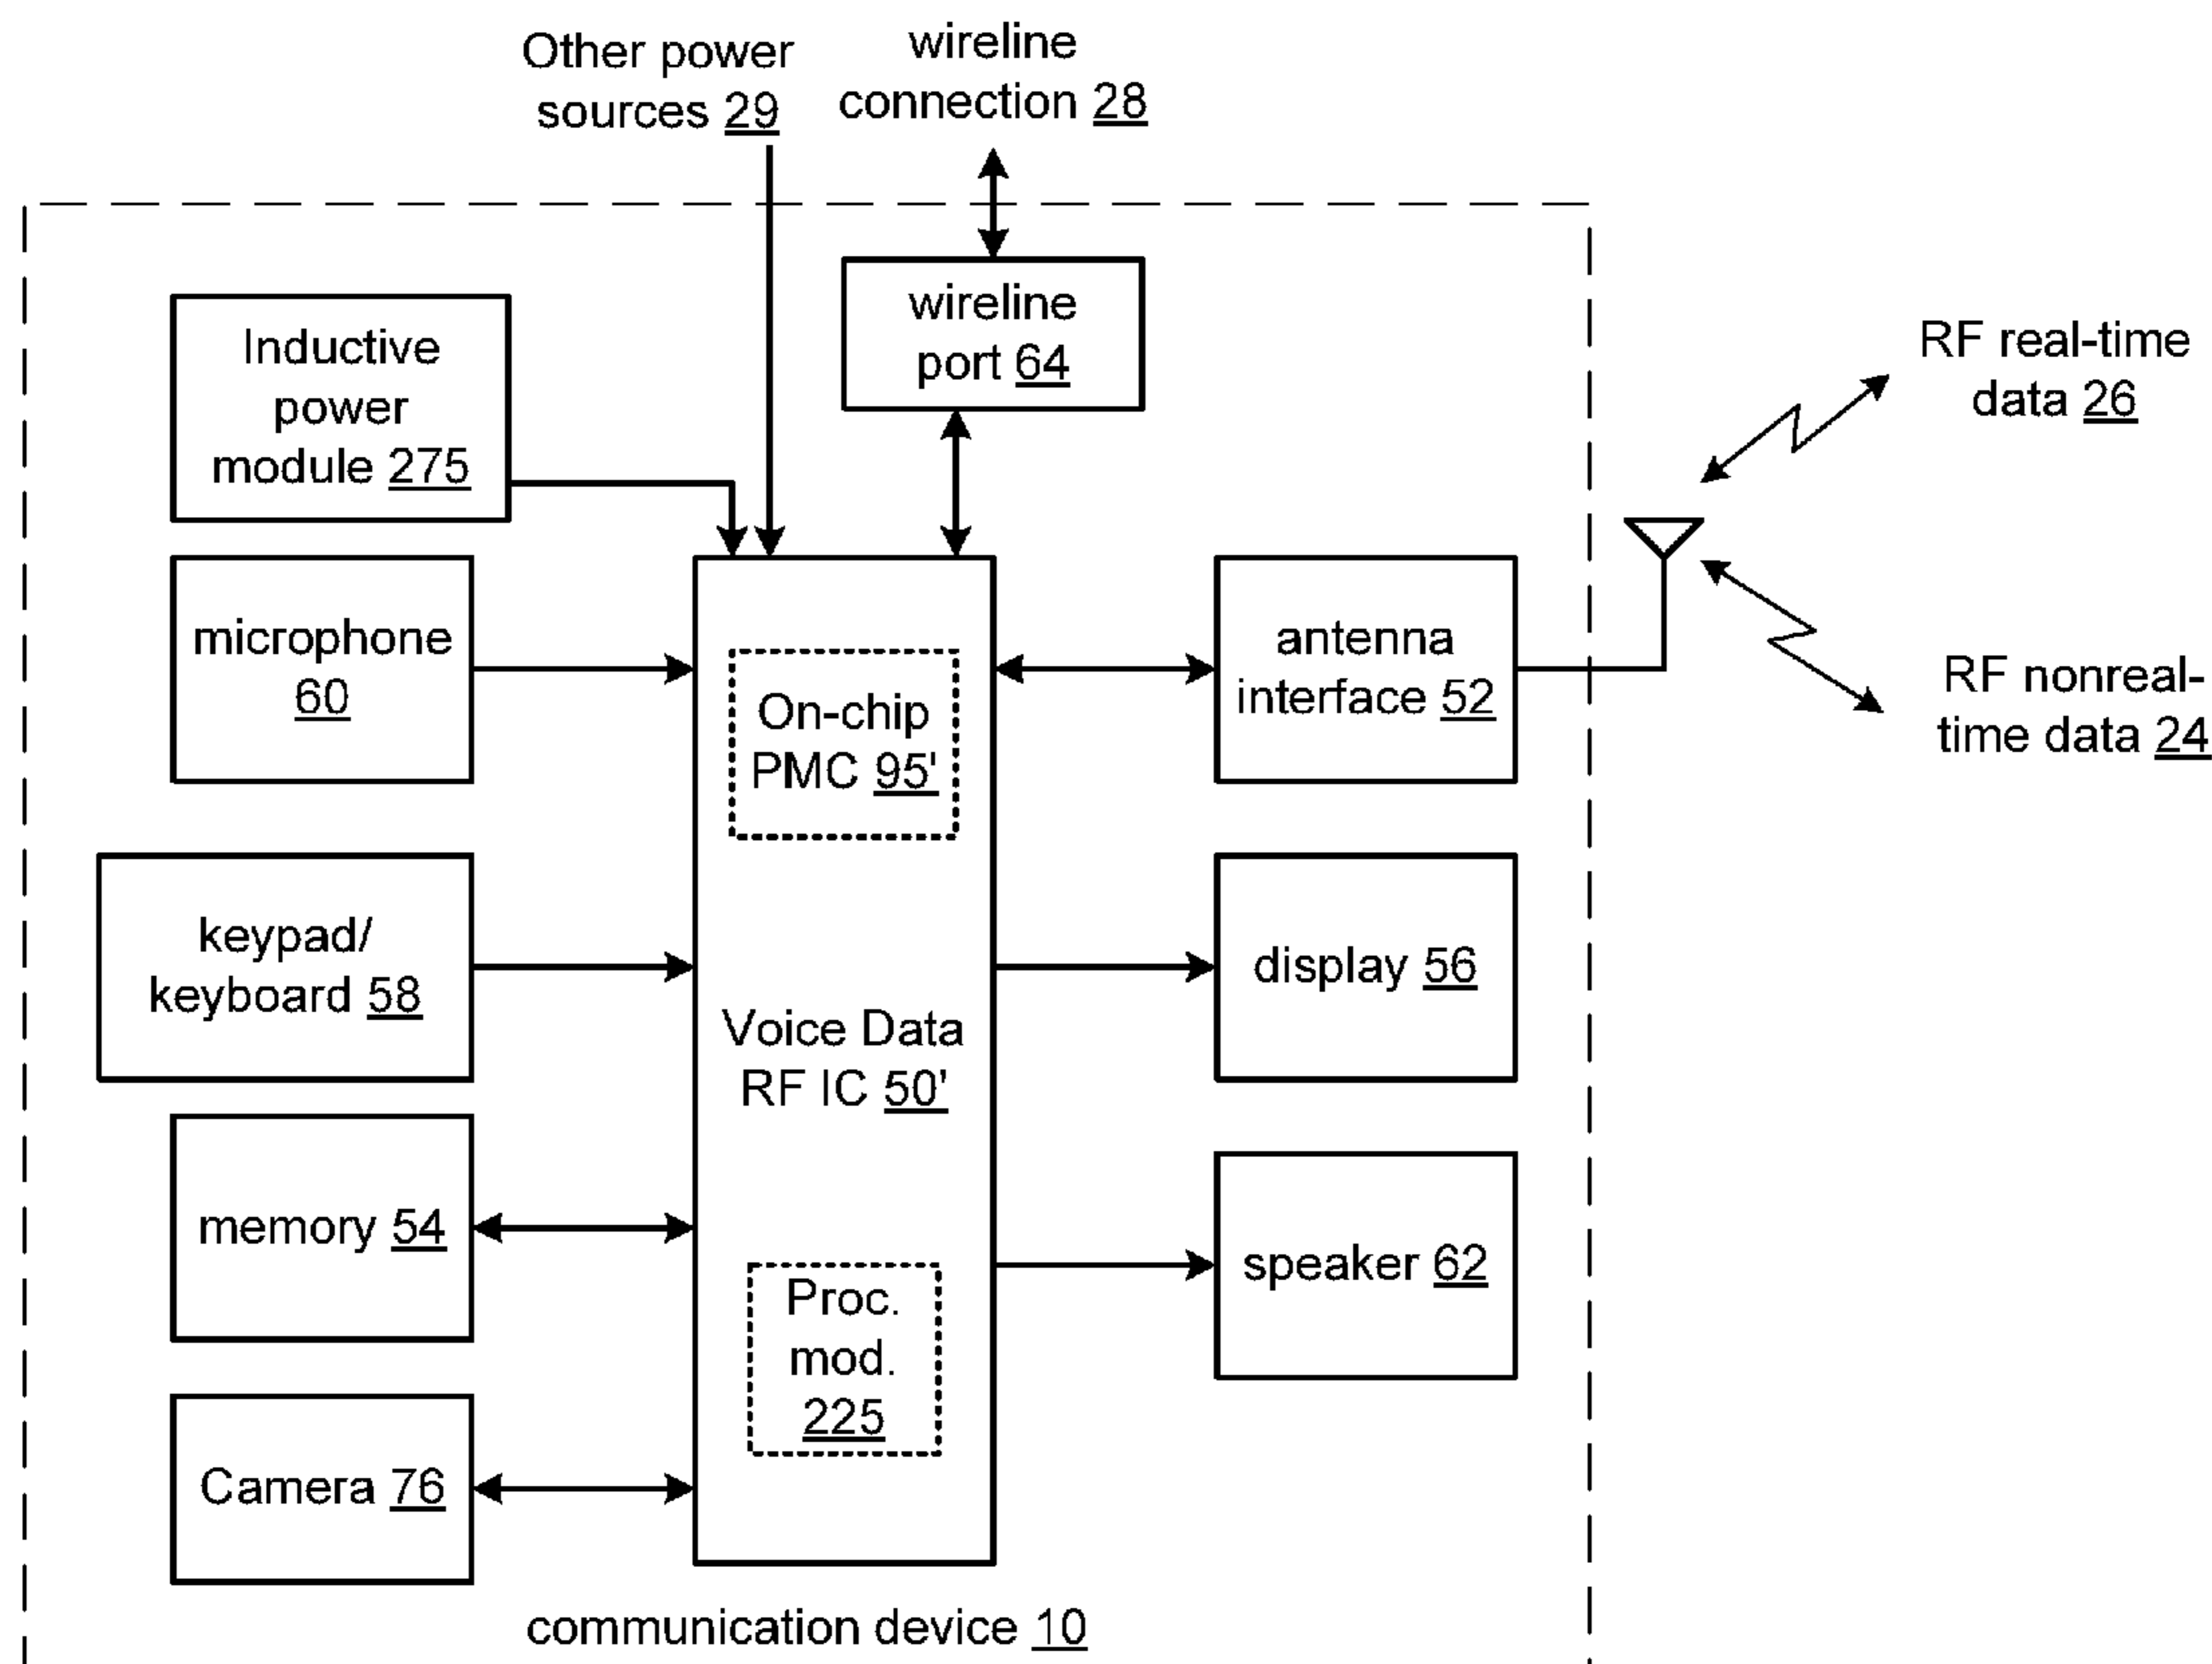 Other power
sources 29
wireline
connection 28
Inductive
power
module 275
wireline
port 64
RF real-time
data 26
microphone
60
On-chip
PMC 95'
antenna
interface 52
RF nonreal-
time data 24
keypad/
keyboard 58
Voice Data
RF IC 50'
display 56
memory 54
Proc.
mod.
225
speaker 62
Camera 76
communication device 10